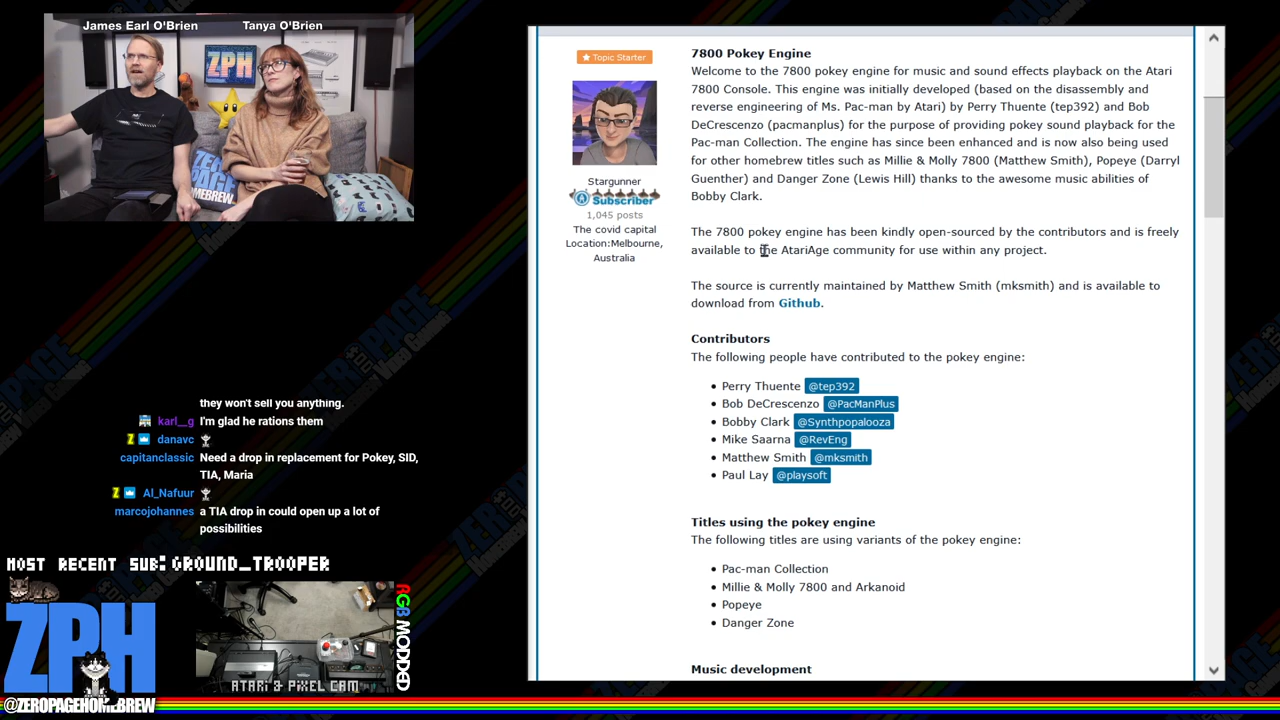 James Earl O'Brien
Tanya O'Brien
ZPH
ZERO PAGE HOMEBREW
they won't sell you anything.
karl__g I'm glad he rations them
Z danavc
capitanclassic Need a drop in replacement for Pokey, SID,
TIA, Maria
Z Al_Nafuur
marcojohannes a TIA drop in could open up a lot of
possibilities
MOST RECENT SUB: GROUND_TROOPER
ZPH
@ZEROPAGEHOMEBREW
ATARI & PIXEL CAM
RGB MODDED
Topic Starter
Stargunner
Subscriber
1,045 posts
The covid capital
Location:Melbourne,
Australia
7800 Pokey Engine
Welcome to the 7800 pokey engine for music and sound effects playback on the Atari
7800 Console. This engine was initially developed (based on the disassembly and
reverse engineering of Ms. Pac-man by Atari) by Perry Thuente (tep392) and Bob
DeCrescenzo (pacmanplus) for the purpose of providing pokey sound playback for the
Pac-man Collection. The engine has since been enhanced and is now also being used
for other homebrew titles such as Millie & Molly 7800 (Matthew Smith), Popeye (Darryl
Guenther) and Danger Zone (Lewis Hill) thanks to the awesome music abilities of
Bobby Clark.
The 7800 pokey engine has been kindly open-sourced by the contributors and is freely
available to the AtariAge community for use within any project.
The source is currently maintained by Matthew Smith (mksmith) and is available to
download from Github.
Contributors
The following people have contributed to the pokey engine:
• Perry Thuente @tep392
• Bob DeCrescenzo @PacManPlus
• Bobby Clark @Synthpopalooza
• Mike Saarna @RevEng
• Matthew Smith @mksmith
• Paul Lay @playsoft
Titles using the pokey engine
The following titles are using variants of the pokey engine:
• Pac-man Collection
• Millie & Molly 7800 and Arkanoid
• Popeye
• Danger Zone
Music development